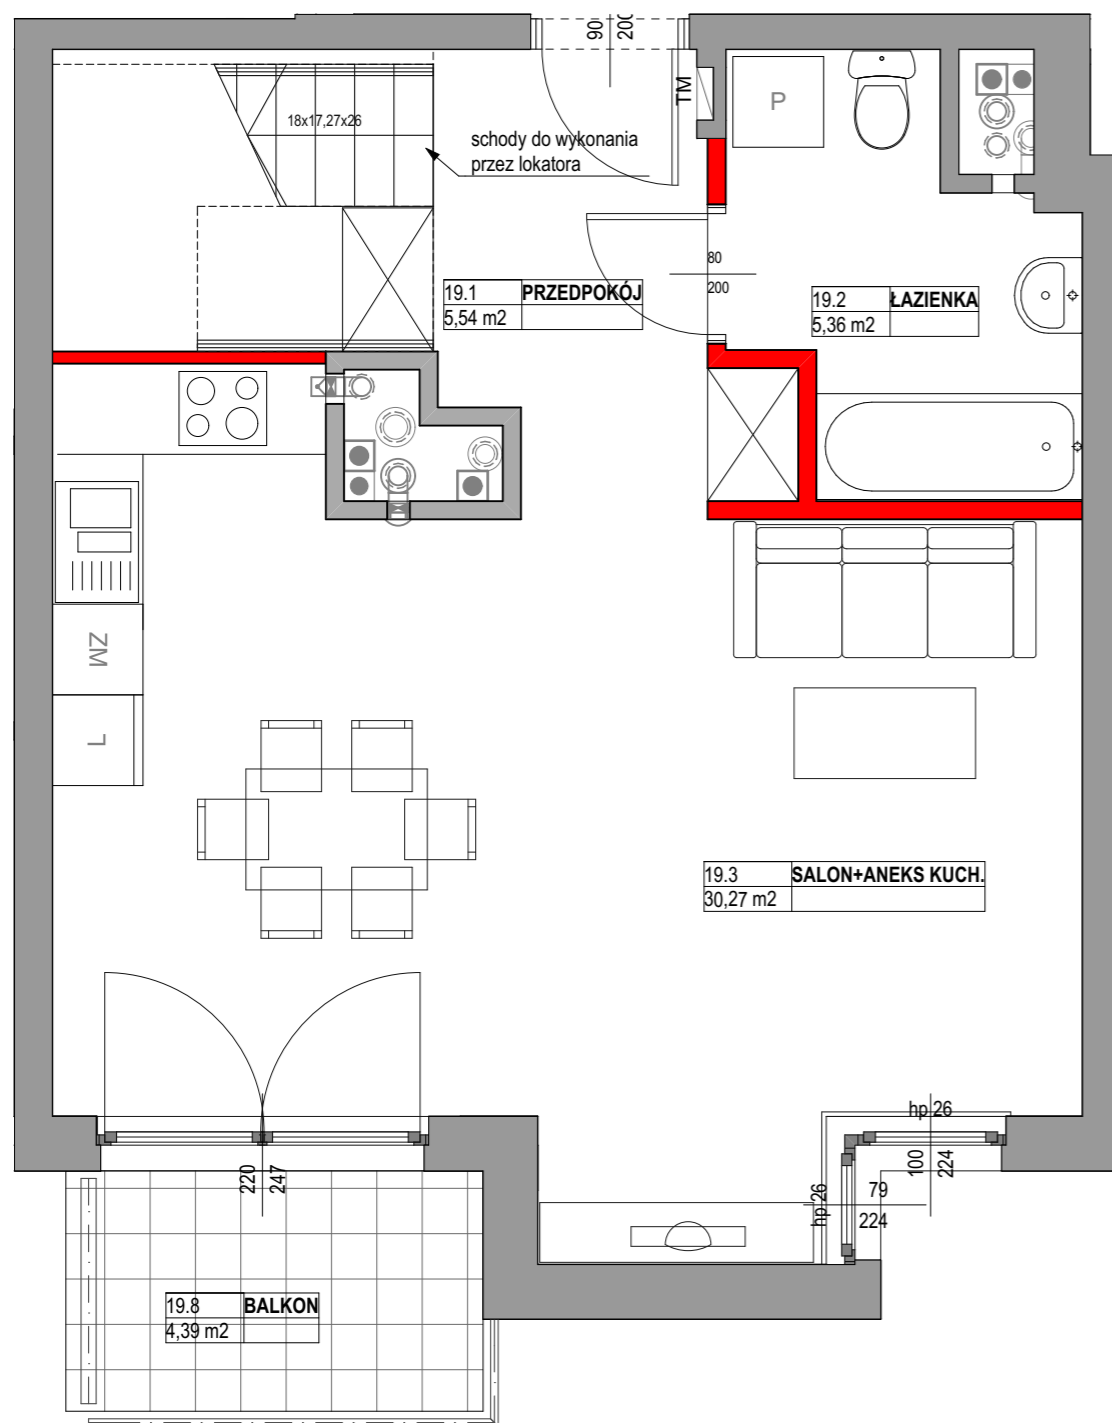 90
200
TM
P
18x17,27x26
schody do wykonania
przez lokatora
80
200
19.1 PRZEDPOKÓJ
5,54 m2
19.2 ŁAZIENKA
5,36 m2
ZM
L
19.3 SALON+ANEKS KUCH.
30,27 m2
hp 26
100
224
220
247
hp 26
79
224
19.8 BALKON
4,39 m2